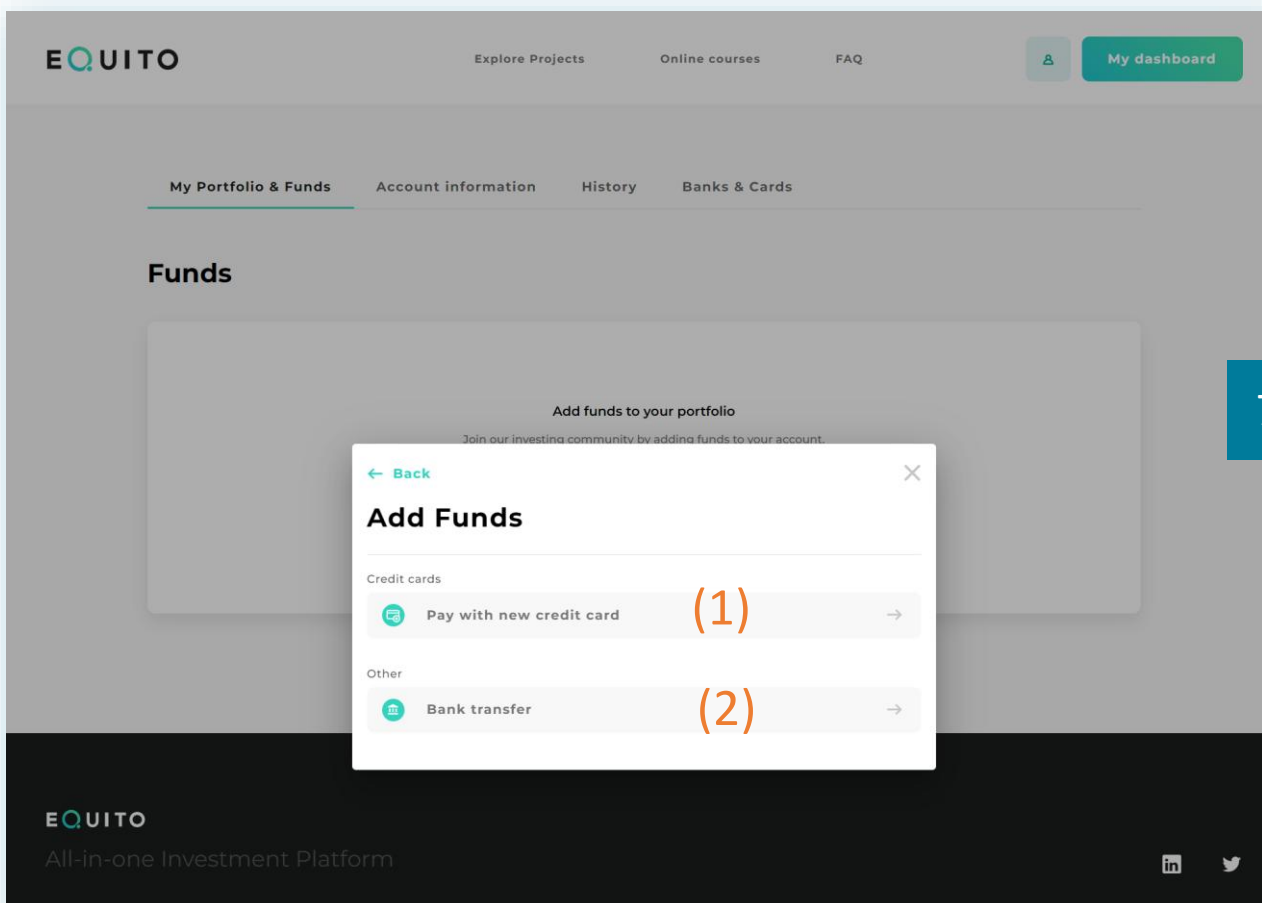 EQUITO
Explore Projects
Online courses
FAQ
My dashboard
My Portfolio & Funds
Account information
History
Banks & Cards
Funds
Add funds to your portfolio
Join our investing community by adding funds to your account.
← Back
Add Funds
Credit cards
Pay with new credit card
(1)
Other
Bank transfer
(2)
EQUITO
All-in-one Investment Platform
in